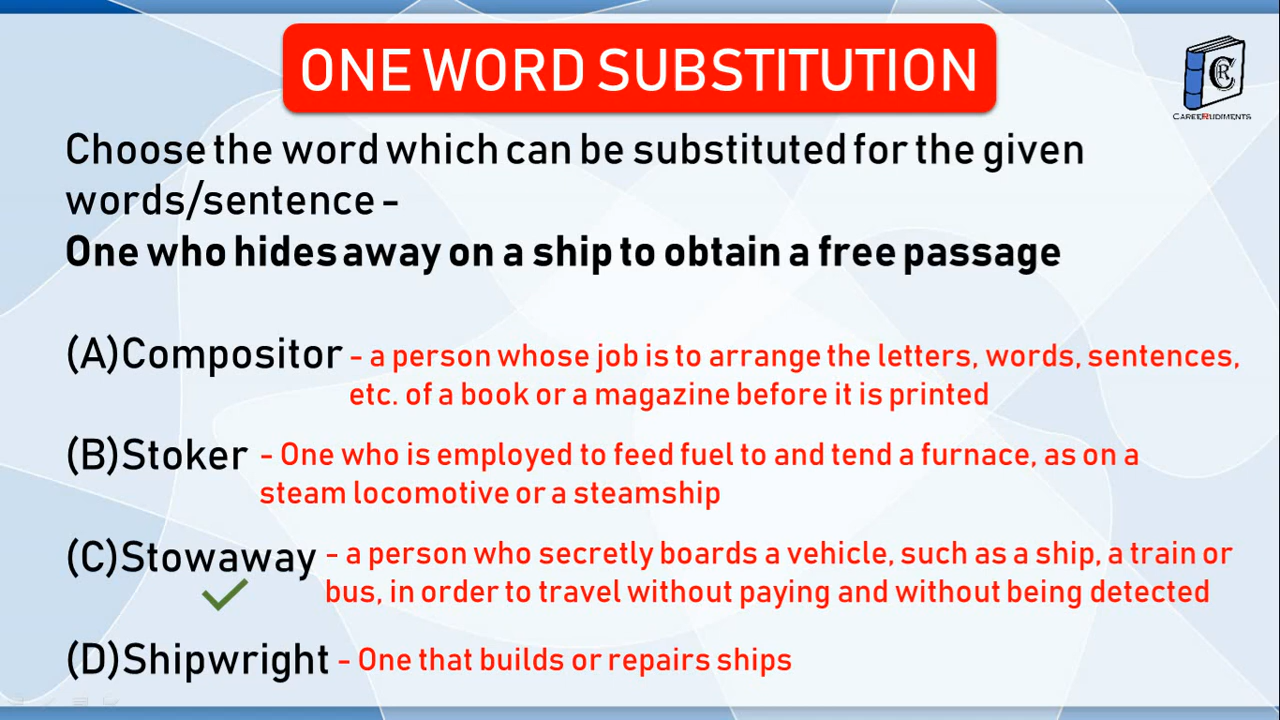 ONE WORD SUBSTITUTION
CR
CAREERUDIMENTS
Choose the word which can be substituted for the given
words/sentence -
One who hides away on a ship to obtain a free passage
(A)Compositor - a person whose job is to arrange the letters, words, sentences,
etc. of a book or a magazine before it is printed
(B)Stoker - One who is employed to feed fuel to and tend a furnace, as on a
steam locomotive or a steamship
(C)Stowaway - a person who secretly boards a vehicle, such as a ship, a train or
bus, in order to travel without paying and without being detected
(D)Shipwright - One that builds or repairs ships